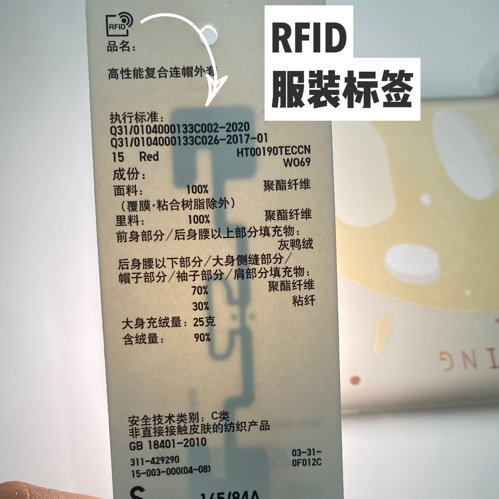 RFID
服装标签
RFID
品名:
高性能复合连帽外套
执行标准:
Q31/0104000133C002-2020
Q31/0104000133C026-2017-01
15 Red HT00190TECCN
WO69
成份:
面料: 100% 聚酯纤维
(覆膜·粘合树脂除外)
里料: 100% 聚酯纤维
前身部分/后身腰以上部分填充物:
灰鸭绒
后身腰以下部分/大身侧缝部分/
帽子部分/袖子部分/肩部填充物:
70% 聚酯纤维
30% 粘纤
大身充绒量: 25克
含绒量: 90%
安全技术类别: C类
非直接接触皮肤的纺织产品
GB 18401-2010
311-429290 03-31-
15-003-000(04-08) 0F012C
S 165/84A
ING